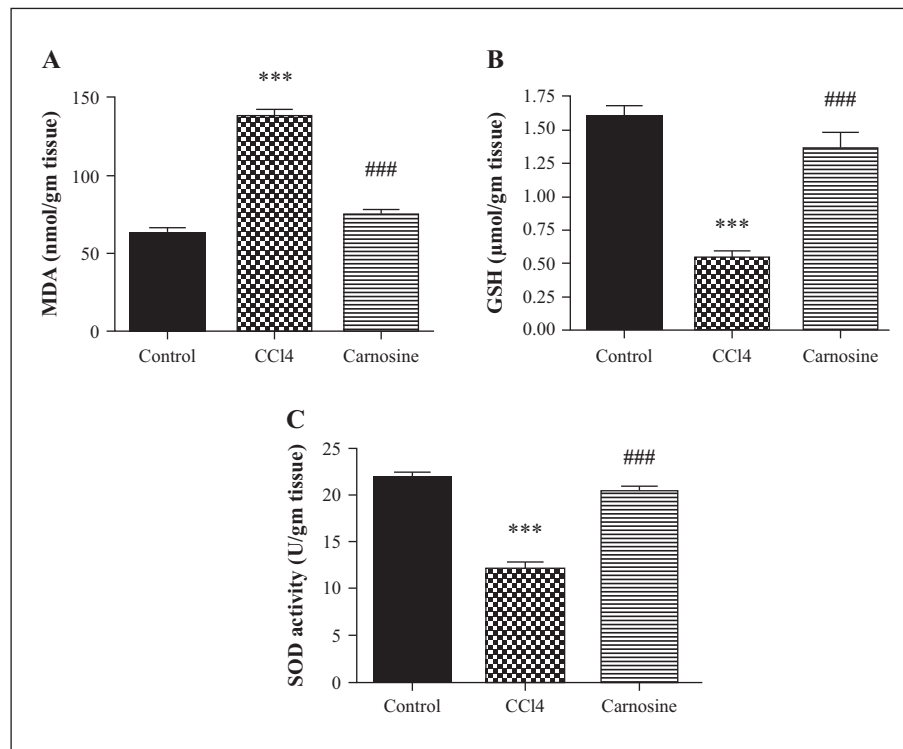 A
***
MDA (nmol/gm tissue)
150
100
50
0
###
Control
CCl4
Carnosine
B
###
GSH (µmol/gm tissue)
1.75
1.50
1.25
1.00
0.75
0.50
0.25
0.00
***
Control
CCl4
Carnosine
C
###
SOD activity (U/gm tissue)
25
20
15
10
5
0
***
Control
CCl4
Carnosine